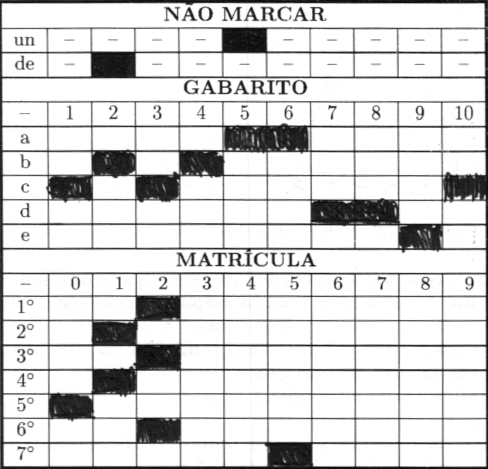 NÃO MARCAR
un – – – – – – – – –
de – – – – – – – – –
GABARITO
– 1 2 3 4 5 6 7 8 9 10
a
b
c
d
e
MATRÍCULA
– 0 1 2 3 4 5 6 7 8 9
1°
2°
3°
4°
5°
6°
7°